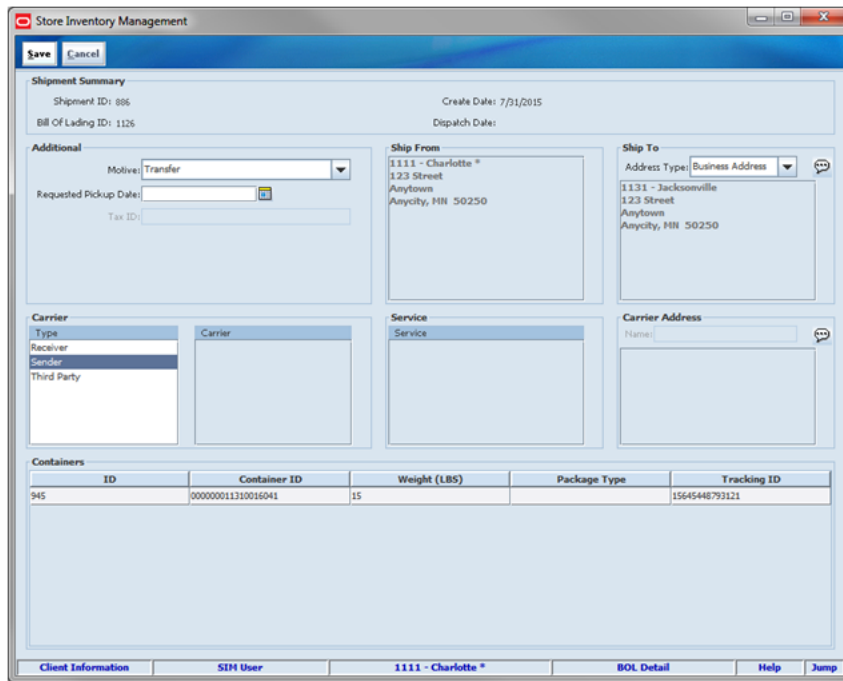 Store Inventory Management
Save Cancel
Shipment Summary
Shipment ID: 886 Create Date: 7/31/2015
Bill Of Lading ID: 1126 Dispatch Date:
Additional
Motive: Transfer
Requested Pickup Date:
Tax ID:
Ship From
1111 - Charlotte *
123 Street
Anytown
Anycity, MN 50250
Ship To
Address Type: Business Address
1131 - Jacksonville
123 Street
Anytown
Anycity, MN 50250
Carrier
Type
Receiver
Sender
Third Party
Carrier
Service
Service
Carrier Address
Name:
Containers
ID Container ID Weight (LBS) Package Type Tracking ID
945 000000011310016041 15 15645448793121
Client Information SIM User 1111 - Charlotte * BOL Detail Help Jump